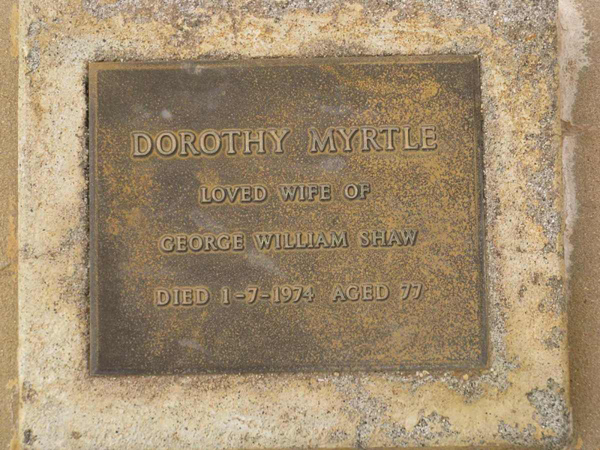 DOROTHY MYRTLE
LOVED WIFE OF
GEORGE WILLIAM SHAW
DIED 1-7-1974 AGED 77